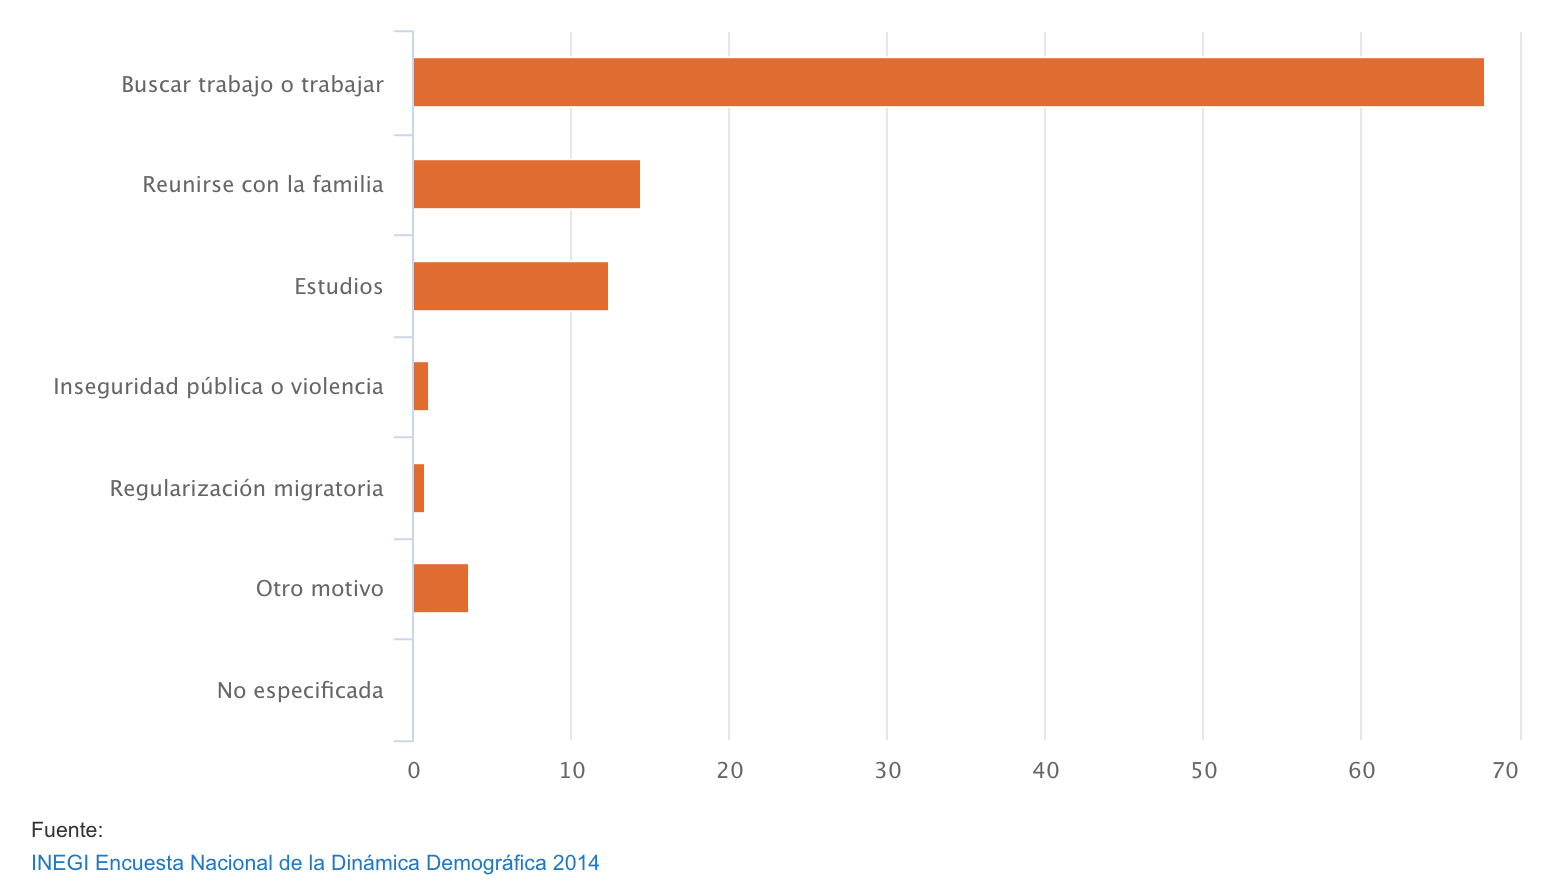 Buscar trabajo o trabajar
Reunirse con la familia
Estudios
Inseguridad pública o violencia
Regularización migratoria
Otro motivo
No especificada
0 10 20 30 40 50 60 70
Fuente:
INEGI Encuesta Nacional de la Dinámica Demográfica 2014